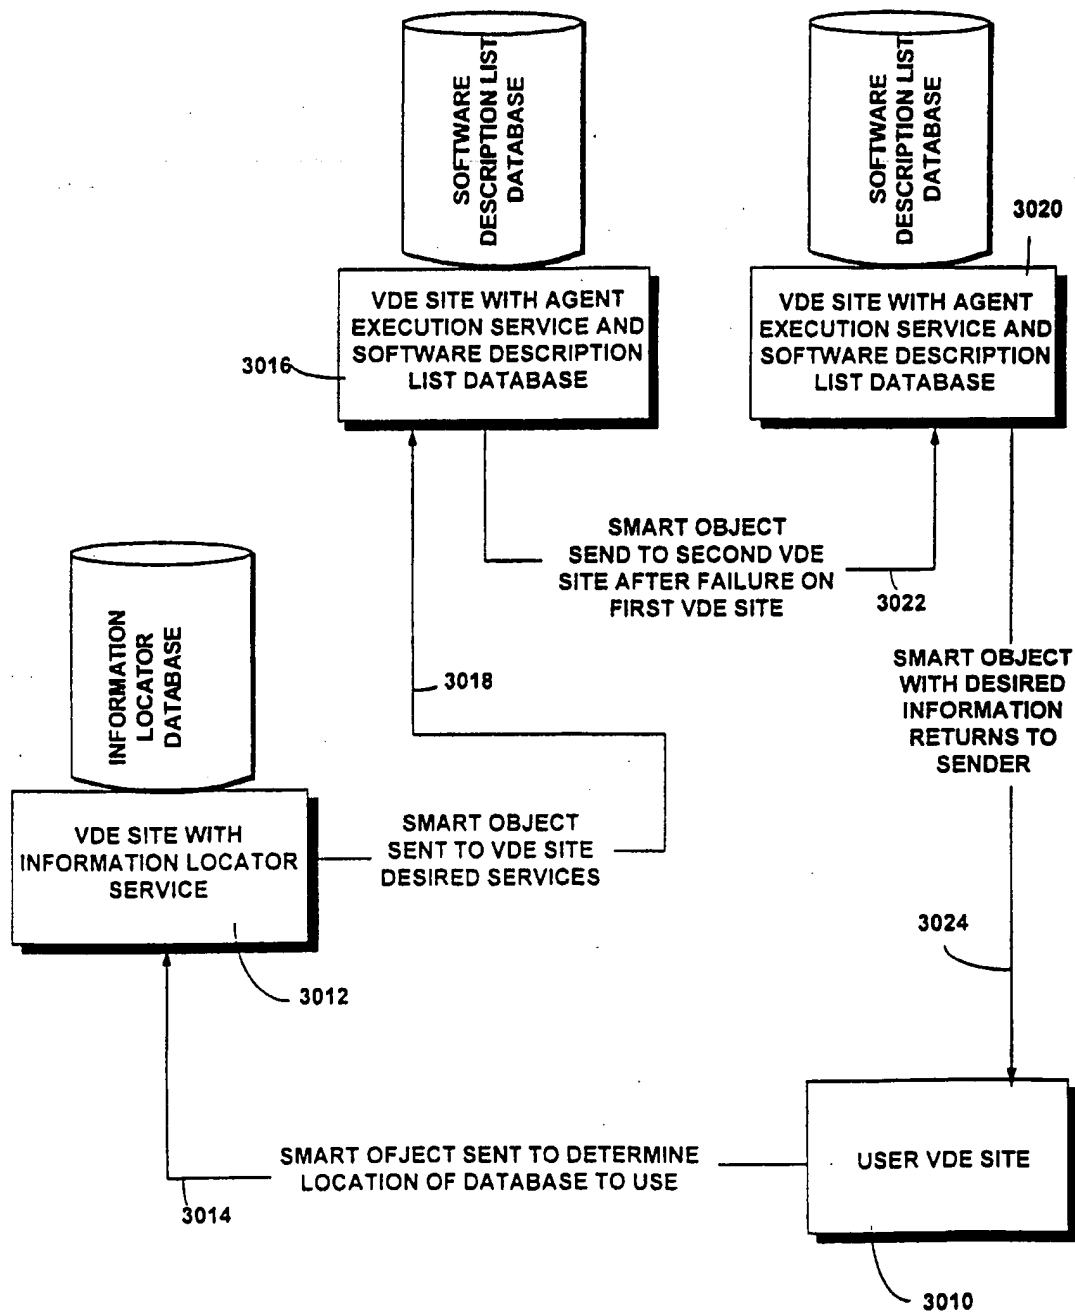 SOFTWARE
DESCRIPTION LIST
DATABASE
SOFTWARE
DESCRIPTION LIST
DATABASE
3020
VDE SITE WITH AGENT
EXECUTION SERVICE AND
SOFTWARE DESCRIPTION
LIST DATABASE
3016
VDE SITE WITH AGENT
EXECUTION SERVICE AND
SOFTWARE DESCRIPTION
LIST DATABASE
SMART OBJECT
SEND TO SECOND VDE
SITE AFTER FAILURE ON
FIRST VDE SITE
3022
INFORMATION
LOCATOR
DATABASE
3018
SMART OBJECT
WITH DESIRED
INFORMATION
RETURNS TO
SENDER
VDE SITE WITH
INFORMATION LOCATOR
SERVICE
SMART OBJECT
SENT TO VDE SITE
DESIRED SERVICES
3012
3024
SMART OFJECT SENT TO DETERMINE
LOCATION OF DATABASE TO USE
3014
USER VDE SITE
3010